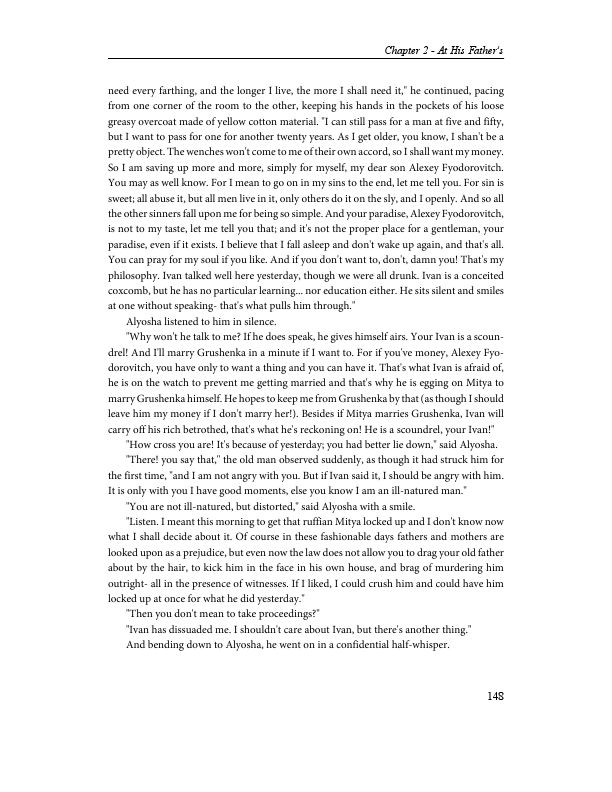 Chapter 2 - At His Father's
need every farthing, and the longer I live, the more I shall need it," he continued, pacing
from one corner of the room to the other, keeping his hands in the pockets of his loose
greasy overcoat made of yellow cotton material. "I can still pass for a man at five and fifty,
but I want to pass for one for another twenty years. As I get older, you know, I shan't be a
pretty object. The wenches won't come to me of their own accord, so I shall want my money.
So I am saving up more and more, simply for myself, my dear son Alexey Fyodorovitch.
You may as well know. For I mean to go on in my sins to the end, let me tell you. For sin is
sweet; all abuse it, but all men live in it, only others do it on the sly, and I openly. And so all
the other sinners fall upon me for being so simple. And your paradise, Alexey Fyodorovitch,
is not to my taste, let me tell you that; and it's not the proper place for a gentleman, your
paradise, even if it exists. I believe that I fall asleep and don't wake up again, and that's all.
You can pray for my soul if you like. And if you don't want to, don't, damn you! That's my
philosophy. Ivan talked well here yesterday, though we were all drunk. Ivan is a conceited
coxcomb, but he has no particular learning... nor education either. He sits silent and smiles
at one without speaking- that's what pulls him through."
Alyosha listened to him in silence.
"Why won't he talk to me? If he does speak, he gives himself airs. Your Ivan is a scoun-
drel! And I'll marry Grushenka in a minute if I want to. For if you've money, Alexey Fyo-
dorovitch, you have only to want a thing and you can have it. That's what Ivan is afraid of,
he is on the watch to prevent me getting married and that's why he is egging on Mitya to
marry Grushenka himself. He hopes to keep me from Grushenka by that (as though I should
leave him my money if I don't marry her!). Besides if Mitya marries Grushenka, Ivan will
carry off his rich betrothed, that's what he's reckoning on! He is a scoundrel, your Ivan!"
"How cross you are! It's because of yesterday; you had better lie down," said Alyosha.
"There! you say that," the old man observed suddenly, as though it had struck him for
the first time, "and I am not angry with you. But if Ivan said it, I should be angry with him.
It is only with you I have good moments, else you know I am an ill-natured man."
"You are not ill-natured, but distorted," said Alyosha with a smile.
"Listen. I meant this morning to get that ruffian Mitya locked up and I don't know now
what I shall decide about it. Of course in these fashionable days fathers and mothers are
looked upon as a prejudice, but even now the law does not allow you to drag your old father
about by the hair, to kick him in the face in his own house, and brag of murdering him
outright- all in the presence of witnesses. If I liked, I could crush him and could have him
locked up at once for what he did yesterday."
"Then you don't mean to take proceedings?"
"Ivan has dissuaded me. I shouldn't care about Ivan, but there's another thing."
And bending down to Alyosha, he went on in a confidential half-whisper.
148